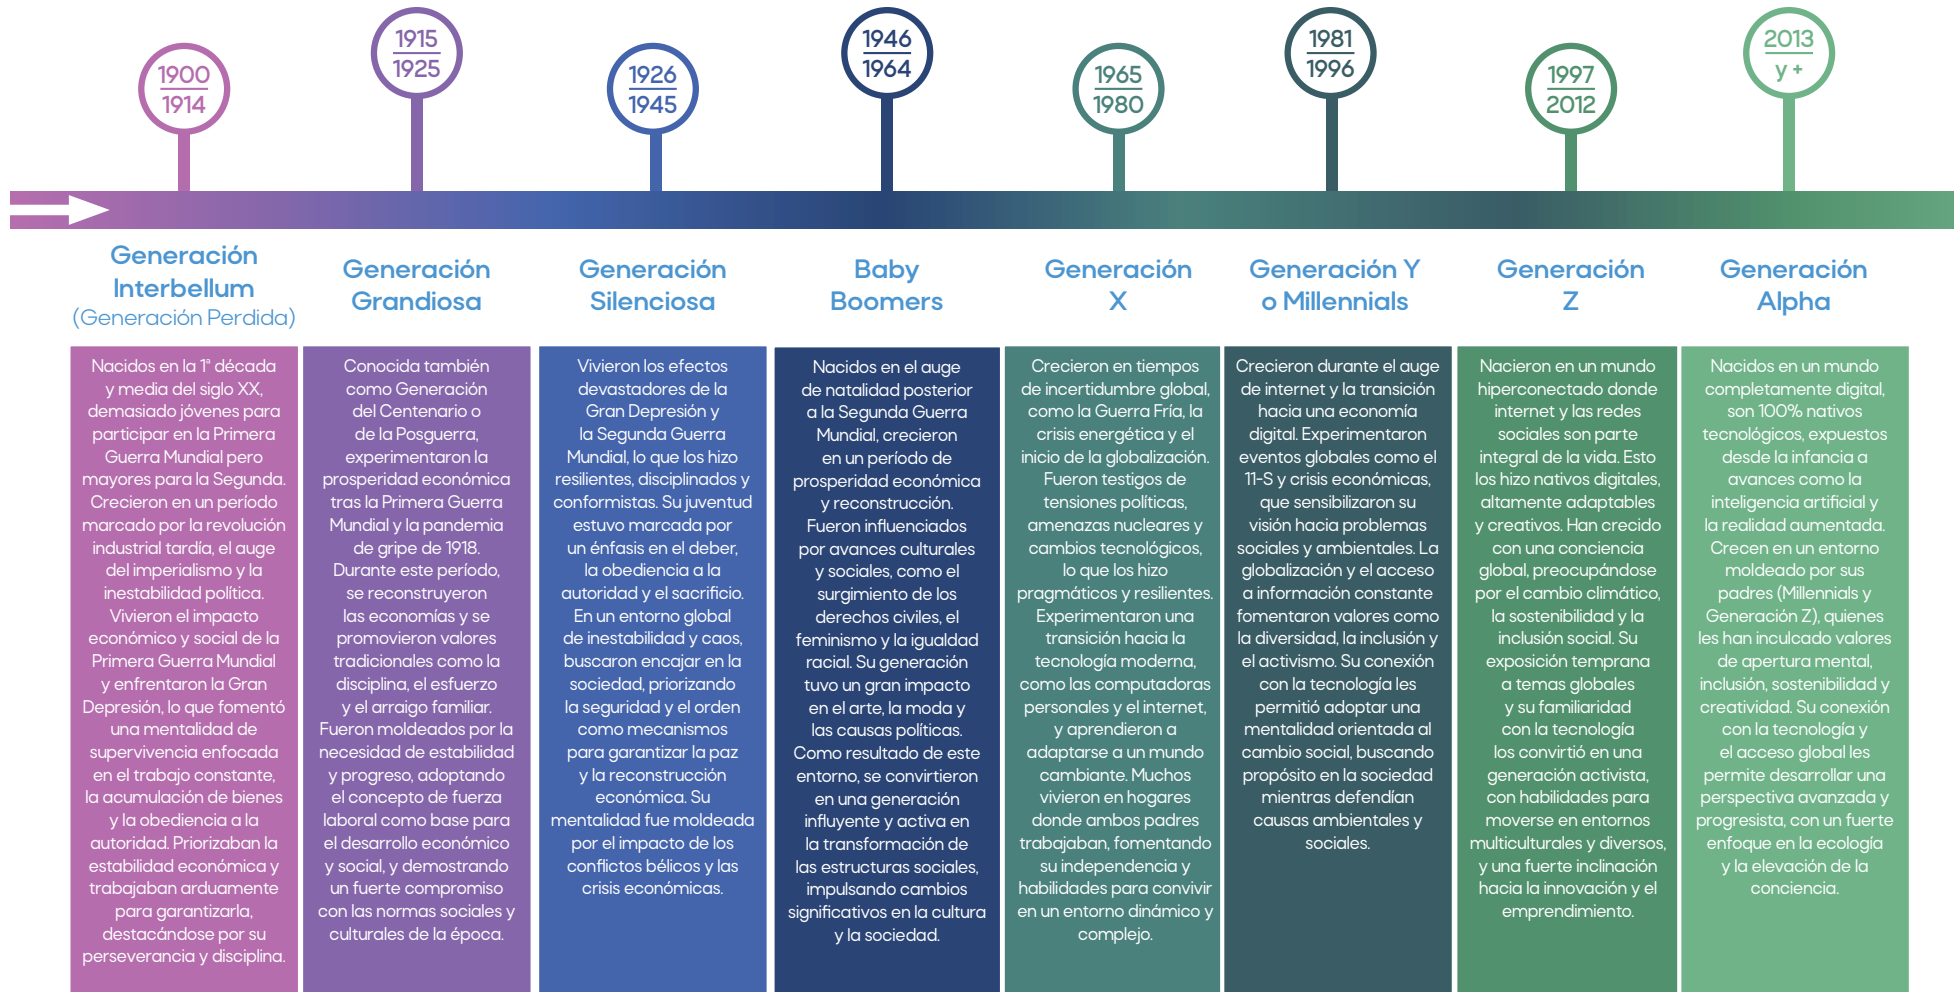 1900
1914
1915
1925
1926
1945
1946
1964
1965
1980
1981
1996
1997
2012
2013
y +
Generación
Interbellum
(Generación Perdida)
Generación
Grandiosa
Generación
Silenciosa
Baby
Boomers
Generación
X
Generación Y
o Millennials
Generación
Z
Generación
Alpha
Nacidos en la 1ª década
y media del siglo XX,
demasiado jóvenes para
participar en la Primera
Guerra Mundial pero
mayores para la Segunda.
Crecieron en un período
marcado por la revolución
industrial tardía, el auge
del imperialismo y la
inestabilidad política.
Vivieron el impacto
económico y social de la
Primera Guerra Mundial
y enfrentaron la Gran
Depresión, lo que fomentó
una mentalidad de
supervivencia enfocada
en el trabajo constante,
la acumulación de bienes
y la obediencia a la
autoridad. Priorizaban la
estabilidad económica y
trabajaban arduamente
para garantizarla,
destacándose por su
perseverancia y disciplina.
Conocida también
como Generación
del Centenario o
de la Posguerra,
experimentaron la
prosperidad económica
tras la Primera Guerra
Mundial y la pandemia
de gripe de 1918.
Durante este período,
se reconstruyeron
las economías y se
promovieron valores
tradicionales como la
disciplina, el esfuerzo
y el arraigo familiar.
Fueron moldeados por la
necesidad de estabilidad
y progreso, adoptando
el concepto de fuerza
laboral como base para
el desarrollo económico
y social, y demostrando
un fuerte compromiso
con las normas sociales y
culturales de la época.
Vivieron los efectos
devastadores de la
Gran Depresión y
la Segunda Guerra
Mundial, lo que los hizo
resilientes, disciplinados y
conformistas. Su juventud
estuvo marcada por
un énfasis en el deber,
la obediencia a la
autoridad y el sacrificio.
En un entorno global
de inestabilidad y caos,
buscaron encajar en la
sociedad, priorizando
la seguridad y el orden
como mecanismos
para garantizar la paz
y la reconstrucción
económica. Su
mentalidad fue moldeada
por el impacto de los
conflictos bélicos y las
crisis económicas.
Nacidos en el auge
de natalidad posterior
a la Segunda Guerra
Mundial, crecieron
en un período de
prosperidad económica
y reconstrucción.
Fueron influenciados
por avances culturales
y sociales, como el
surgimiento de los
derechos civiles, el
feminismo y la igualdad
racial. Su generación
tuvo un gran impacto
en el arte, la moda y
las causas políticas.
Como resultado de este
entorno, se convirtieron
en una generación
influyente y activa en
la transformación de
las estructuras sociales,
impulsando cambios
significativos en la cultura
y la sociedad.
Crecieron en tiempos
de incertidumbre global,
como la Guerra Fría, la
crisis energética y el
inicio de la globalización.
Fueron testigos de
tensiones políticas,
amenazas nucleares y
cambios tecnológicos,
lo que los hizo
pragmáticos y resilientes.
Experimentaron una
transición hacia la
tecnología moderna,
como las computadoras
personales y el internet,
y aprendieron a
adaptarse a un mundo
cambiante. Muchos
vivieron en hogares
donde ambos padres
trabajaban, fomentando
su independencia y
habilidades para convivir
en un entorno dinámico y
complejo.
Crecieron durante el auge
de internet y la transición
hacia una economía
digital. Experimentaron
eventos globales como el
11-S y crisis económicas,
que sensibilizaron su
visión hacia problemas
sociales y ambientales. La
globalización y el acceso
a información constante
fomentaron valores como
la diversidad, la inclusión y
el activismo. Su conexión
con la tecnología les
permitió adoptar una
mentalidad orientada al
cambio social, buscando
propósito en la sociedad
mientras defendían
causas ambientales y
sociales.
Nacieron en un mundo
hiperconectado donde
internet y las redes
sociales son parte
integral de la vida. Esto
los hizo nativos digitales,
altamente adaptables
y creativos. Han crecido
con una conciencia
global, preocupándose
por el cambio climático,
la sostenibilidad y la
inclusión social. Su
exposición temprana
a temas globales
y su familiaridad
con la tecnología
los convirtió en una
generación activista,
con habilidades para
moverse en entornos
multiculturales y diversos,
y una fuerte inclinación
hacia la innovación y el
emprendimiento.
Nacidos en un mundo
completamente digital,
son 100% nativos
tecnológicos, expuestos
desde la infancia a
avances como la
inteligencia artificial y
la realidad aumentada.
Crecen en un entorno
moldeado por sus
padres (Millennials y
Generación Z), quienes
les han inculcado valores
de apertura mental,
inclusión, sostenibilidad y
creatividad. Su conexión
con la tecnología y
el acceso global les
permite desarrollar una
perspectiva avanzada y
progresista, con un fuerte
enfoque en la ecología
y la elevación de la
conciencia.